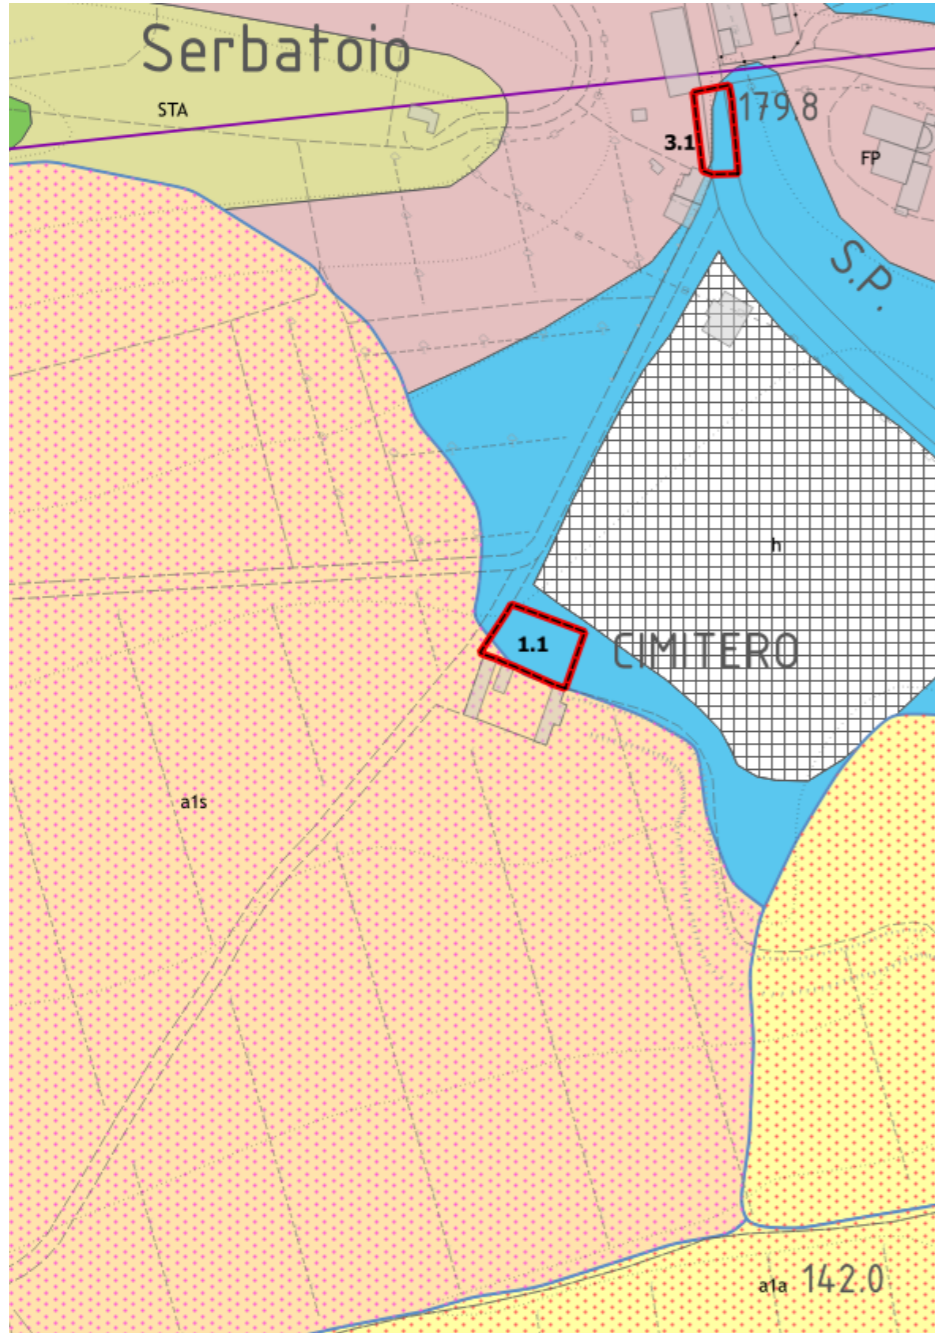 Serbatoio
STA
179.8
3.1
FP
S.P.
h
1.1
CIMITERO
a1s
a1a
142.0